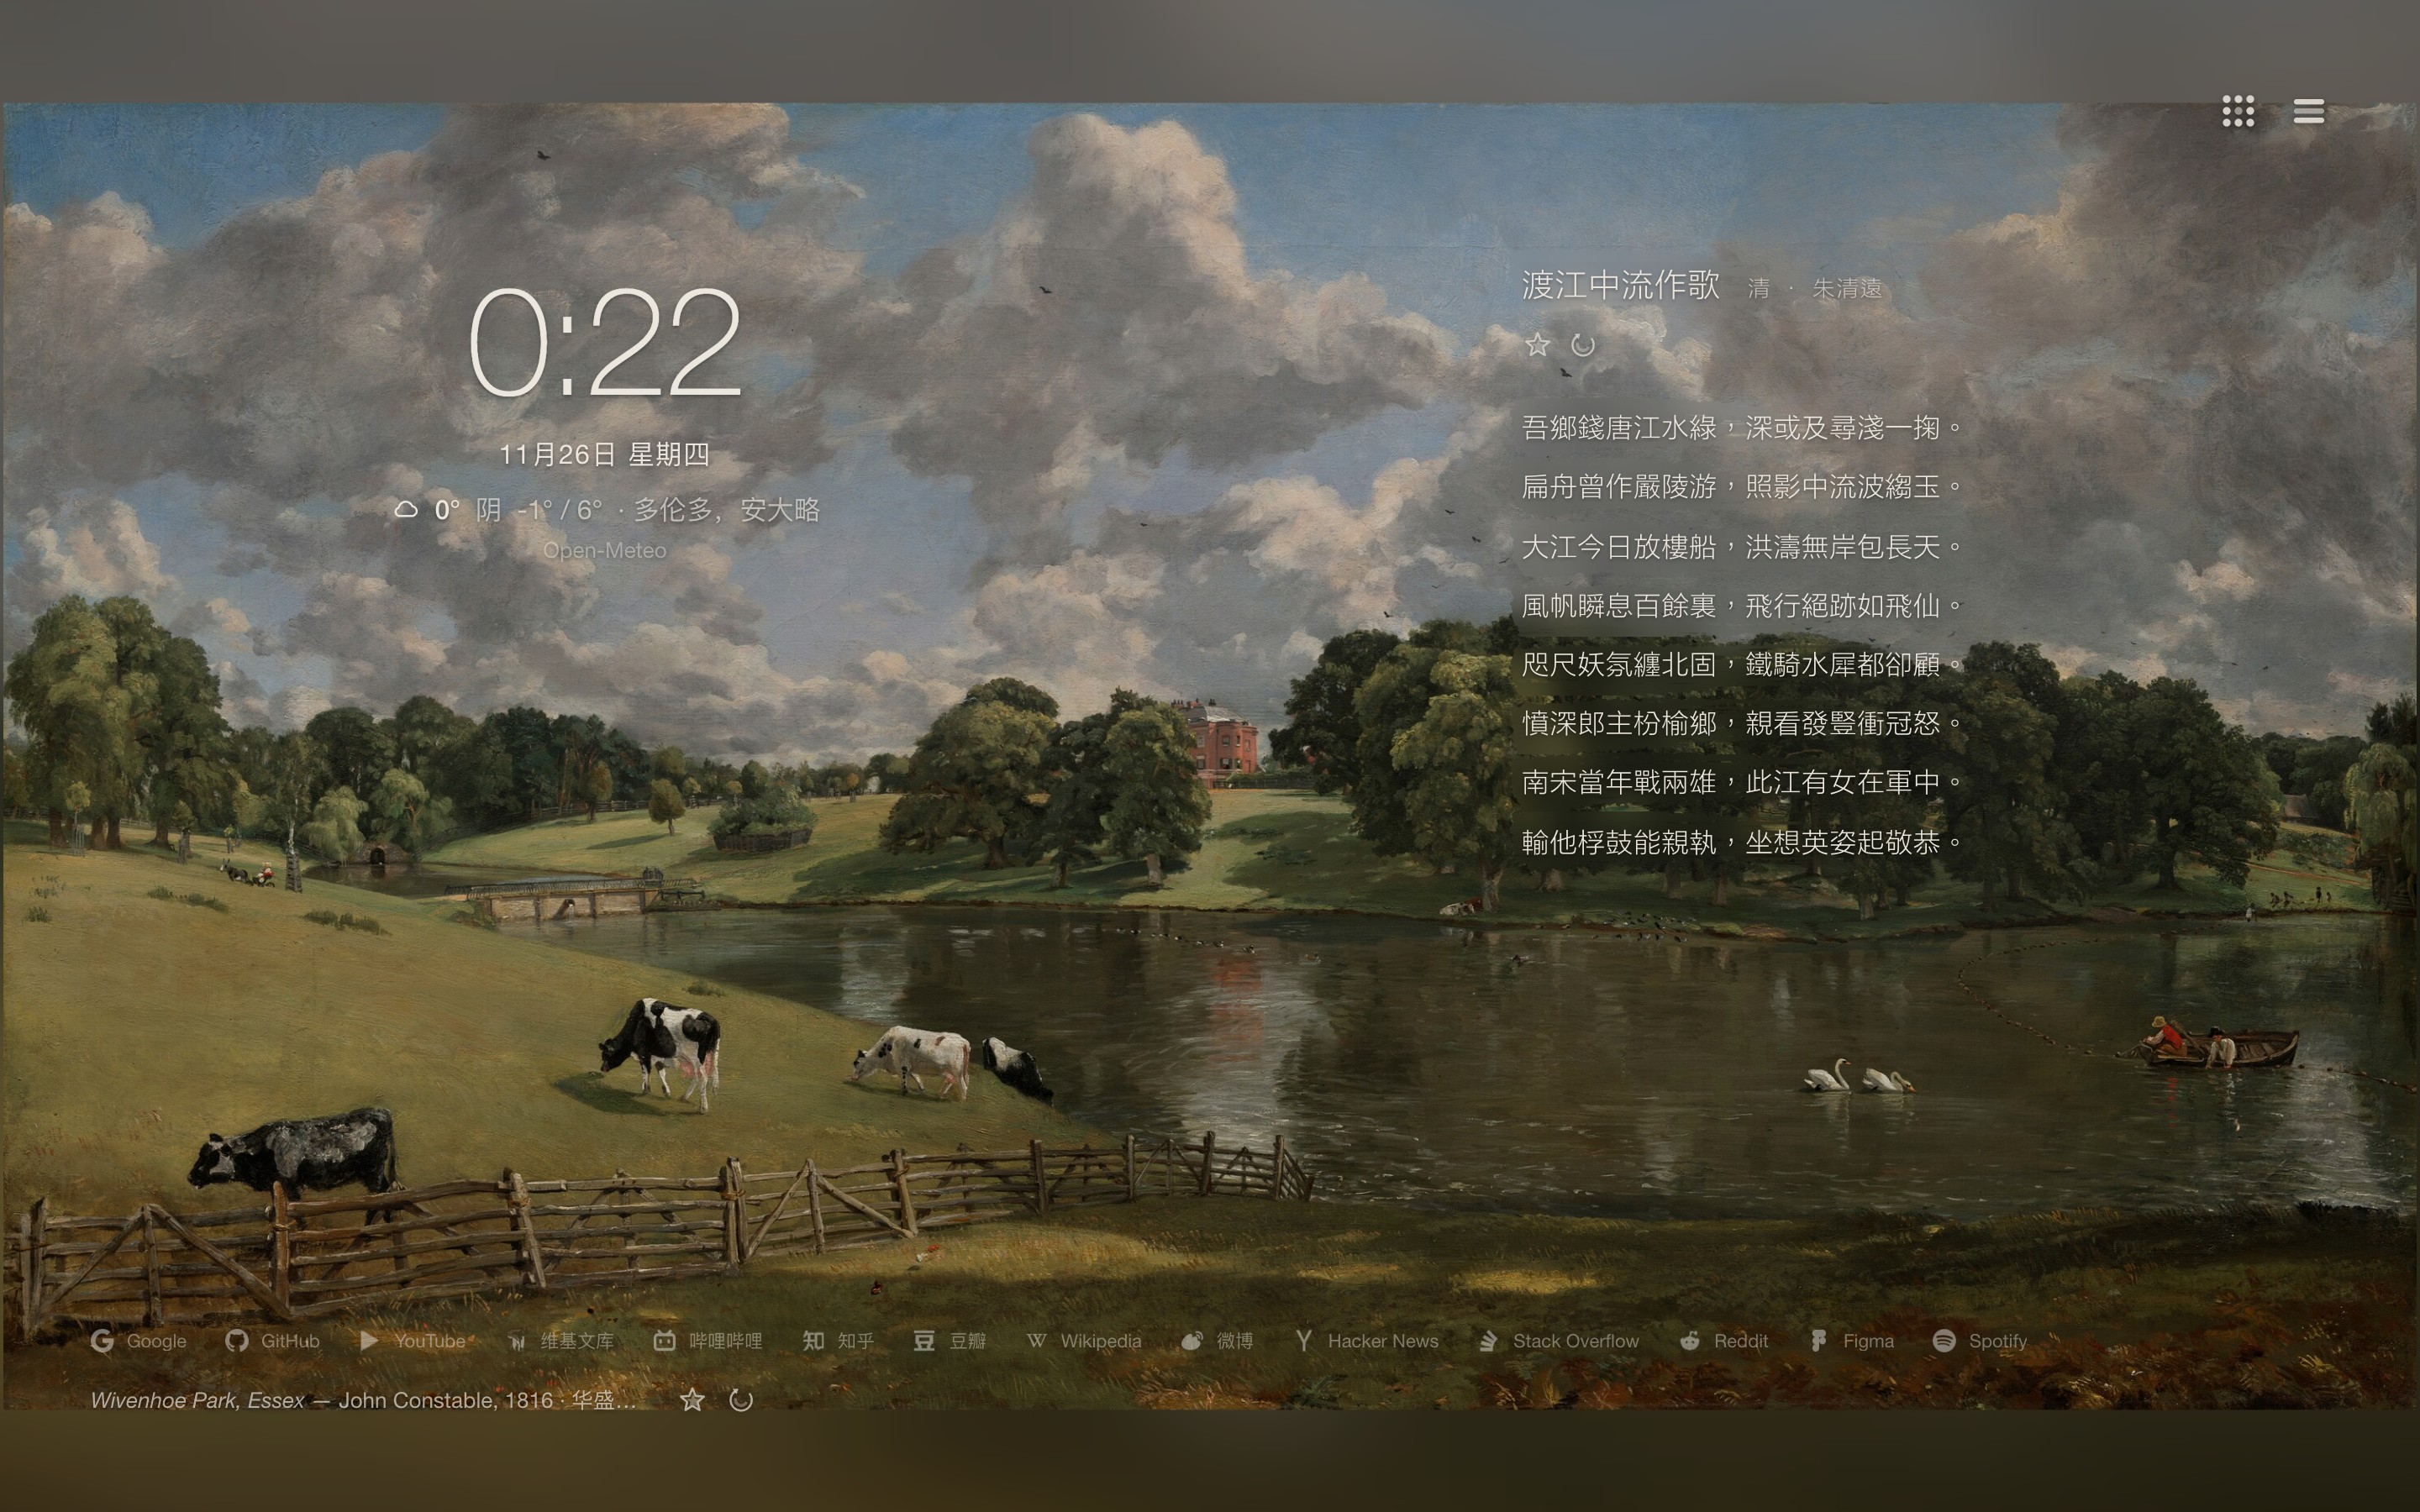 0:22
11月26日 星期四
0° 阴 -1° / 6° · 多伦多，安大略
Open-Meteo
渡江中流作歌 清 · 朱清遠
吾鄉錢唐江水綠，深或及尋淺一掬。
扁舟曾作嚴陵游，照影中流波縐玉。
大江今日放樓船，洪濤無岸包長天。
風帆瞬息百餘裏，飛行絕跡如飛仙。
咫尺妖氛纏北固，鐵騎水犀都卻顧。
憤深郎主枌榆鄉，親看發豎衝冠怒。
南宋當年戰兩雄，此江有女在軍中。
輸他桴鼓能親執，坐想英姿起敬恭。
Google GitHub YouTube 维基文库 哔哩哔哩 知 知乎 豆 豆瓣 W Wikipedia 微博 Y Hacker News Stack Overflow Reddit Figma Spotify
Wivenhoe Park, Essex — John Constable, 1816 · 华盛…